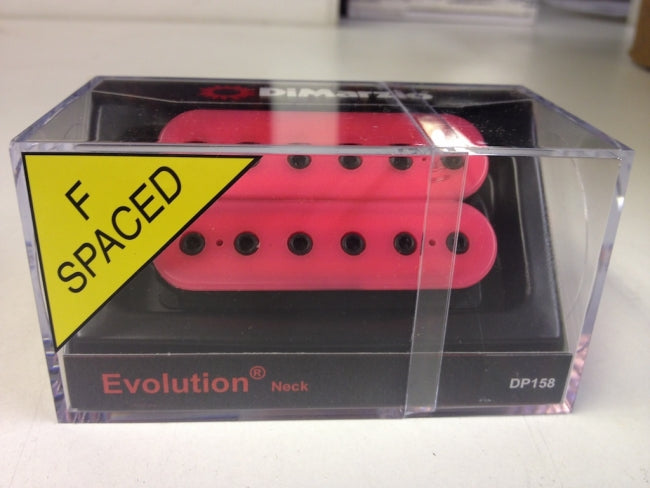 DiMarzio
F
SPACED
Evolution® Neck
DP158